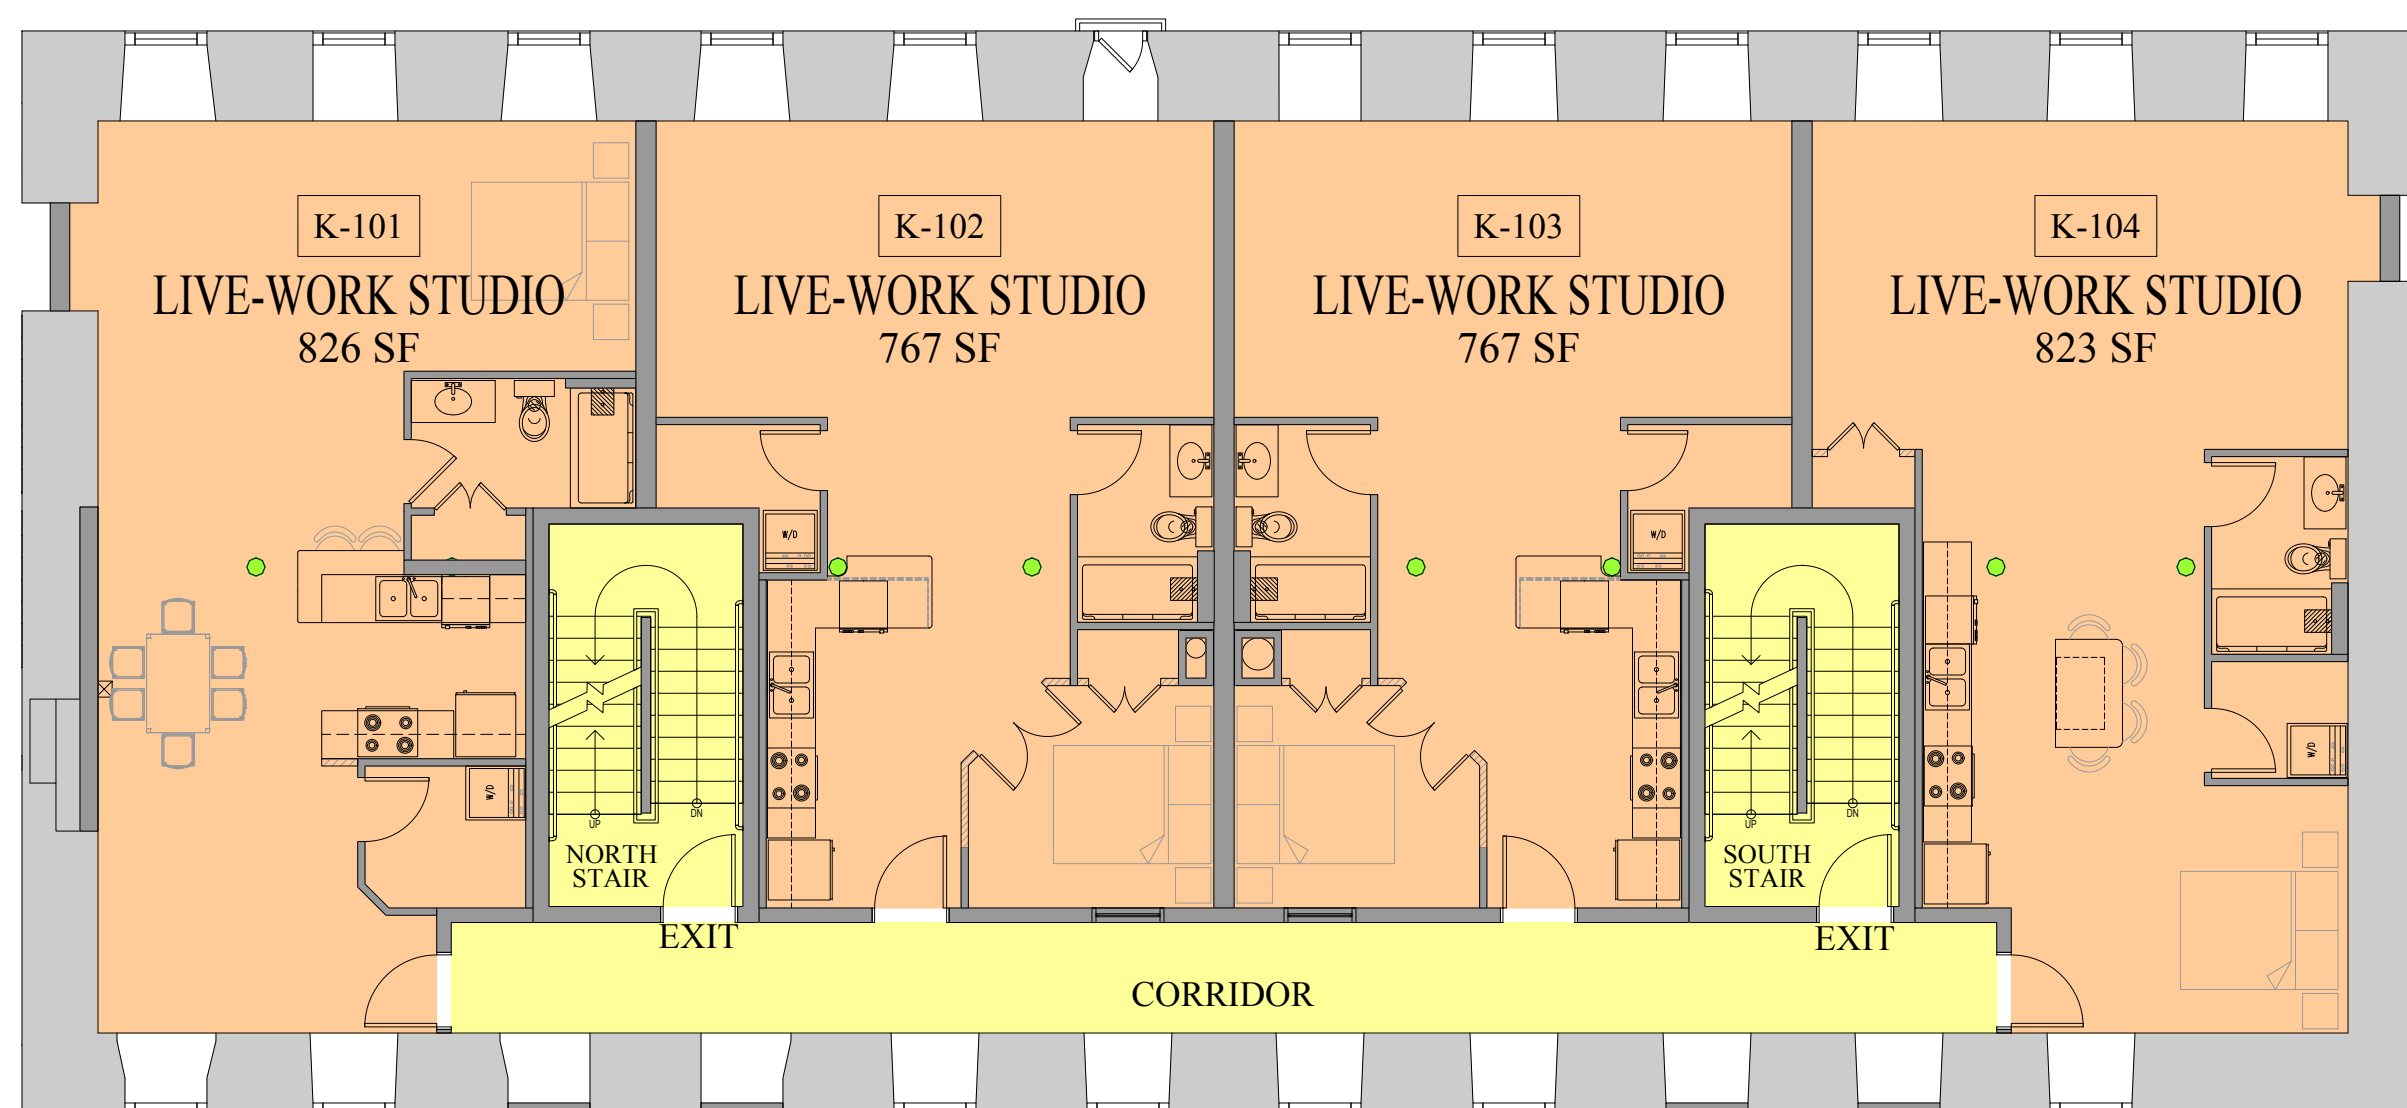 K-101
LIVE-WORK STUDIO
826 SF
K-102
LIVE-WORK STUDIO
767 SF
K-103
LIVE-WORK STUDIO
767 SF
K-104
LIVE-WORK STUDIO
823 SF
W/D
W/D
W/D
W/D
UP
DN
NORTH
STAIR
UP
DN
SOUTH
STAIR
EXIT
EXIT
CORRIDOR